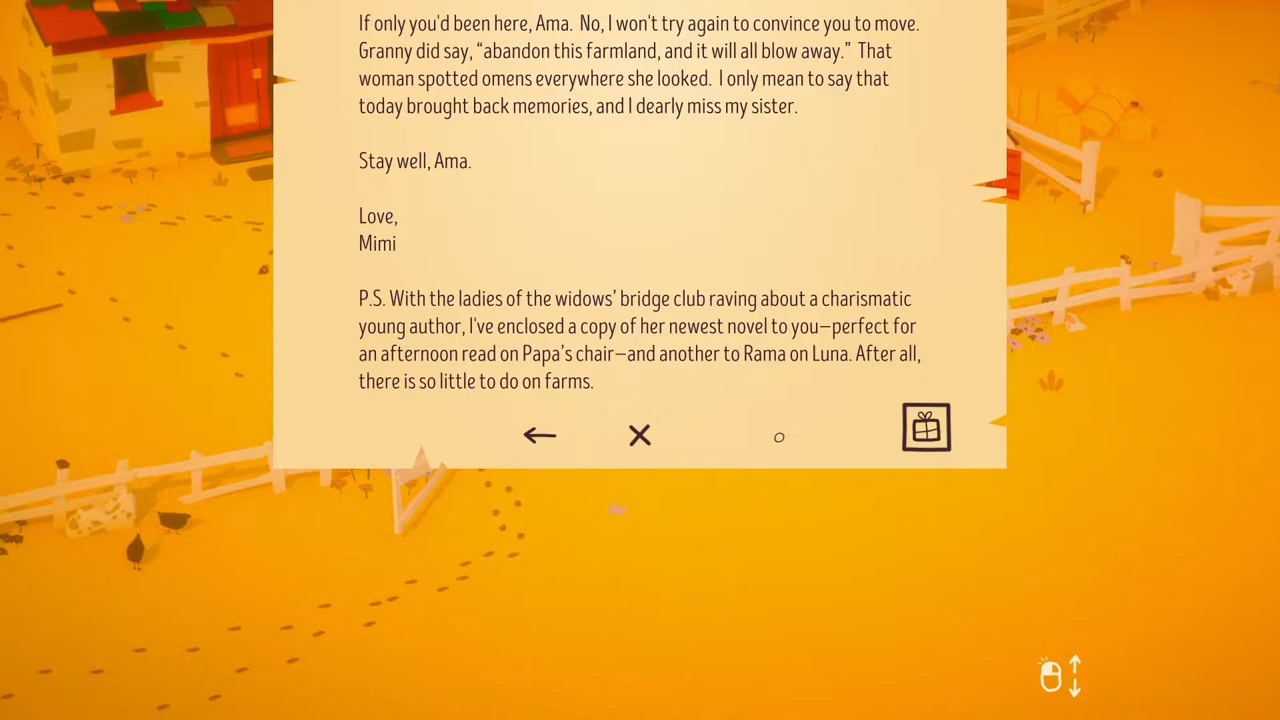 If only you'd been here, Ama.  No, I won't try again to convince you to move.
Granny did say, “abandon this farmland, and it will all blow away.”  That
woman spotted omens everywhere she looked.  I only mean to say that
today brought back memories, and I dearly miss my sister.
Stay well, Ama.
Love,
Mimi
P.S. With the ladies of the widows’ bridge club raving about a charismatic
young author, I've enclosed a copy of her newest novel to you—perfect for
an afternoon read on Papa’s chair—and another to Rama on Luna. After all,
there is so little to do on farms.